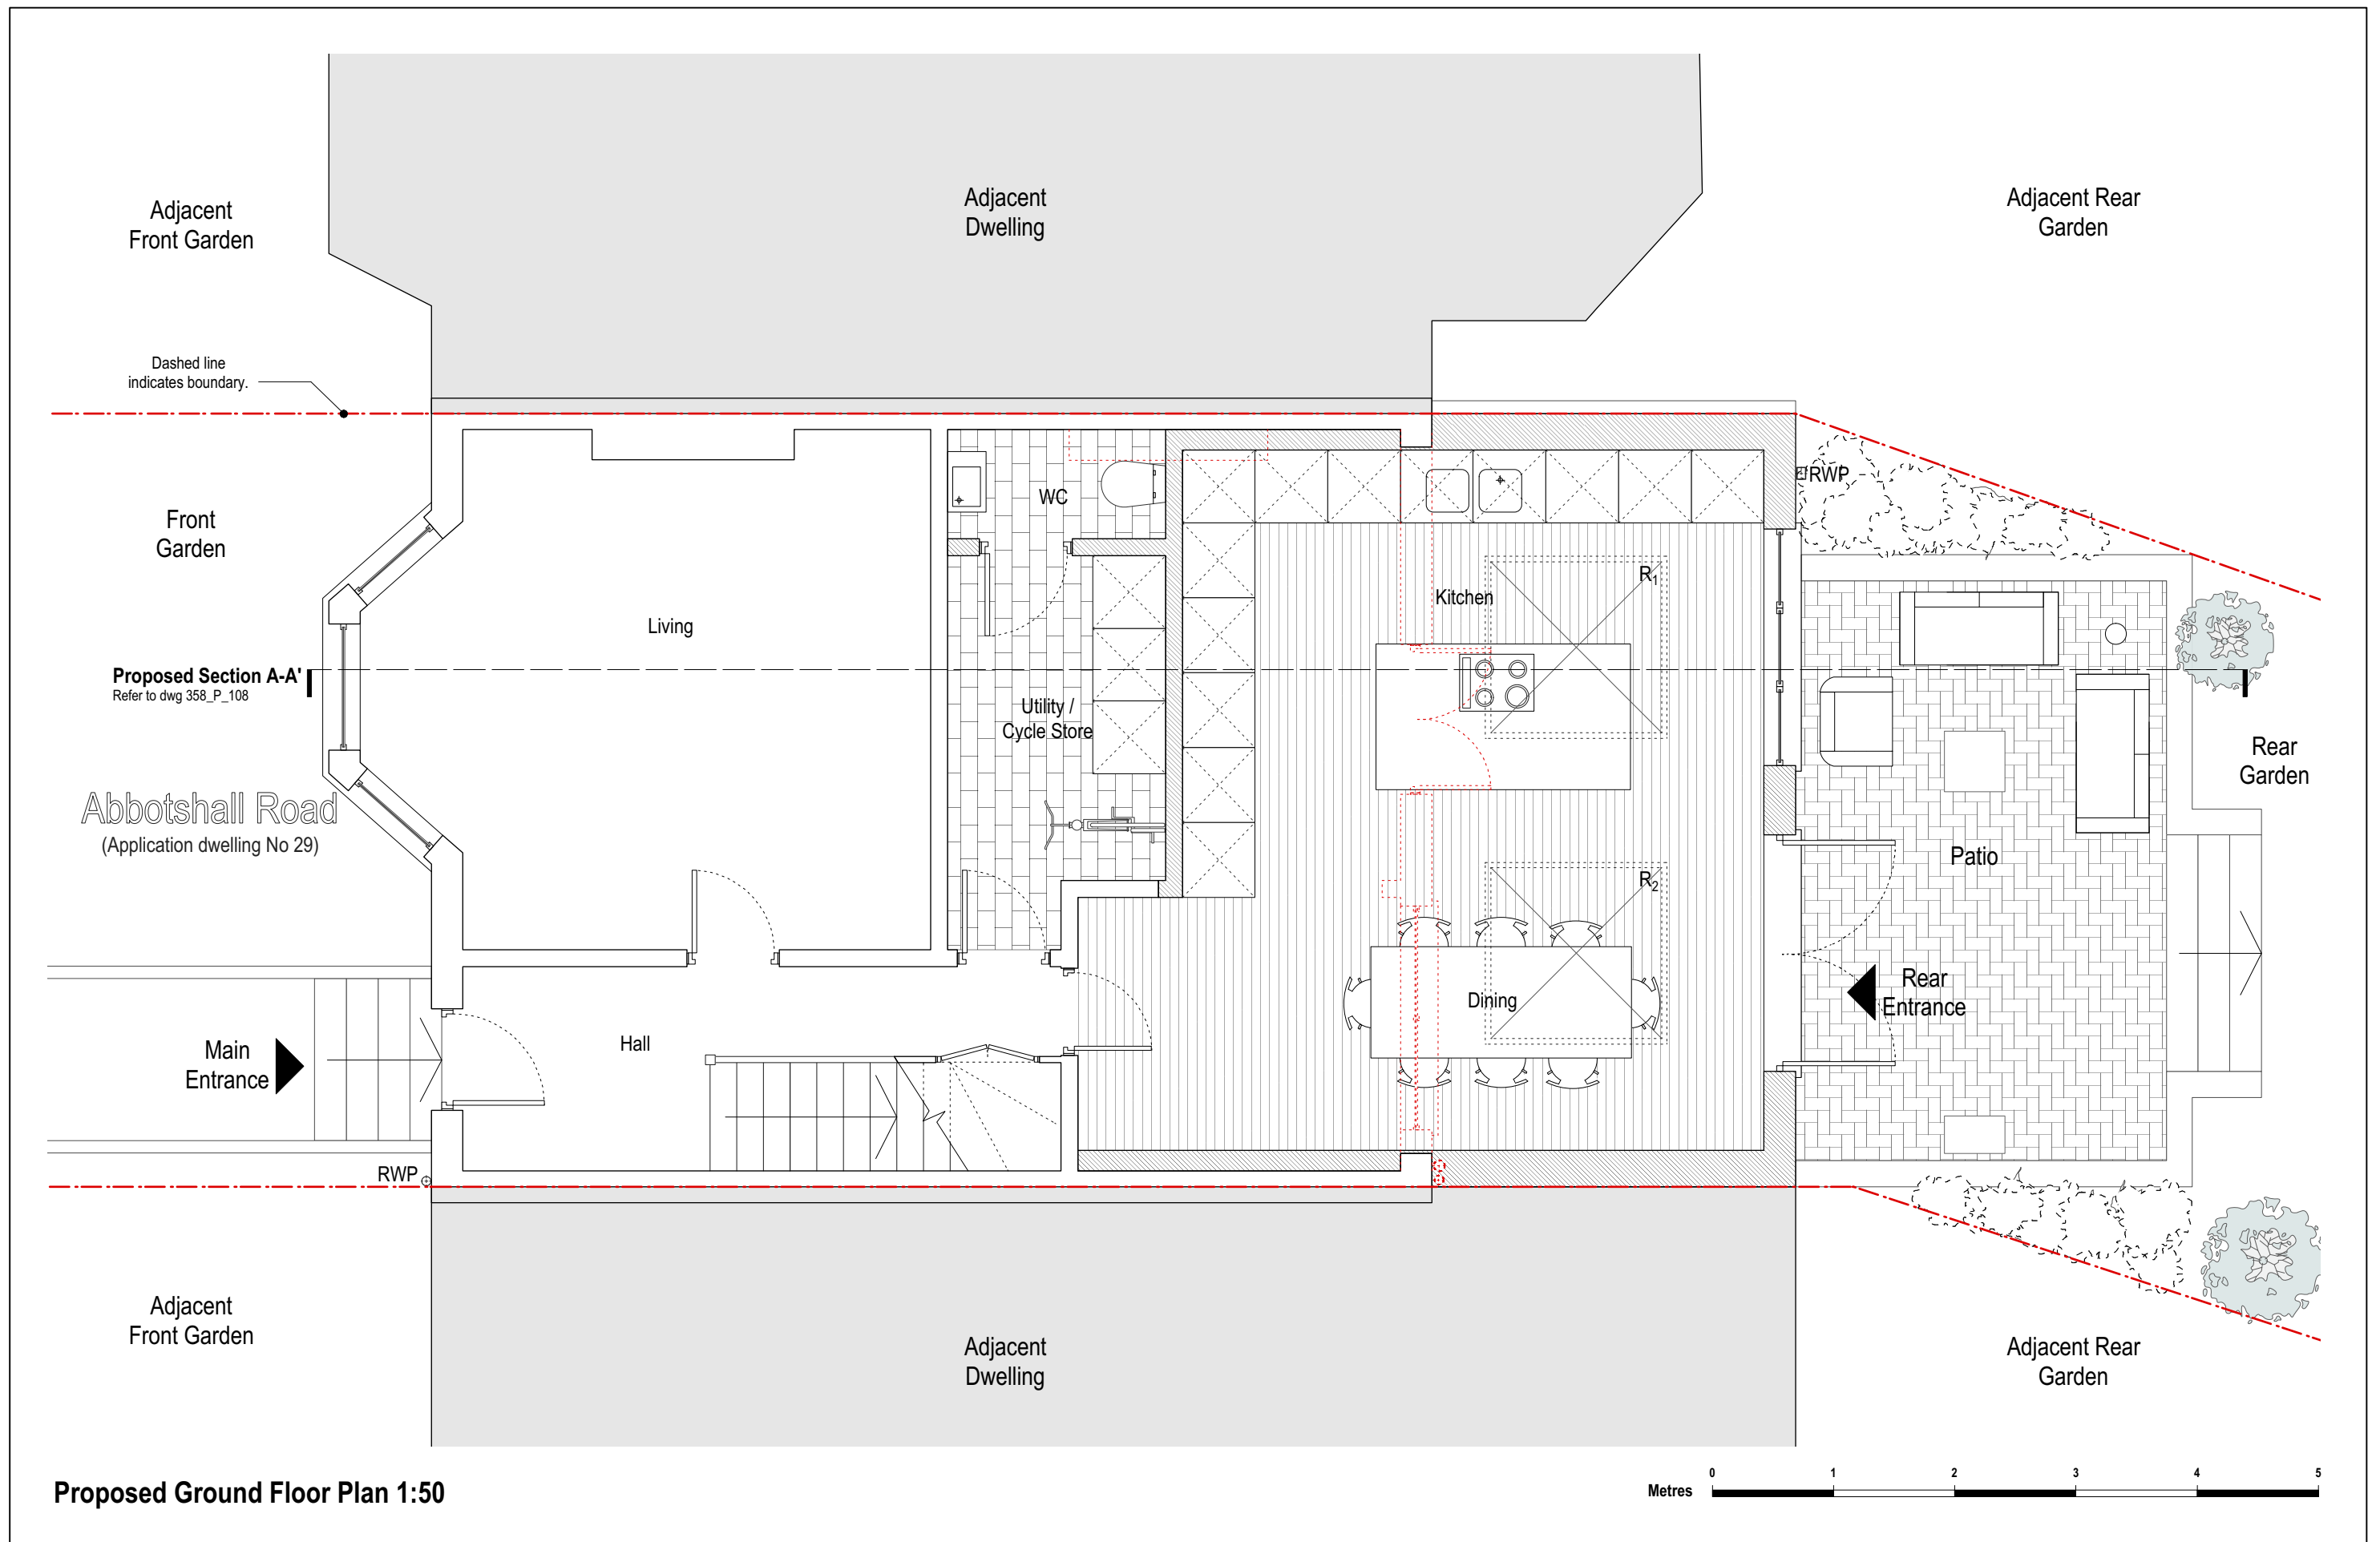 Adjacent
Front Garden
Adjacent
Dwelling
Adjacent Rear
Garden
Dashed line
indicates boundary.
Front
Garden
WC
RWP
R1
Kitchen
Living
Proposed Section A-A'
Refer to dwg 358_P_108
Utility /
Cycle Store
Rear
Garden
Abbotshall Road
(Application dwelling No 29)
Patio
R2
Rear
Entrance
Dining
Main
Entrance
Hall
RWP
Adjacent
Front Garden
Adjacent
Dwelling
Adjacent Rear
Garden
Proposed Ground Floor Plan 1:50
Metres
0 1 2 3 4 5